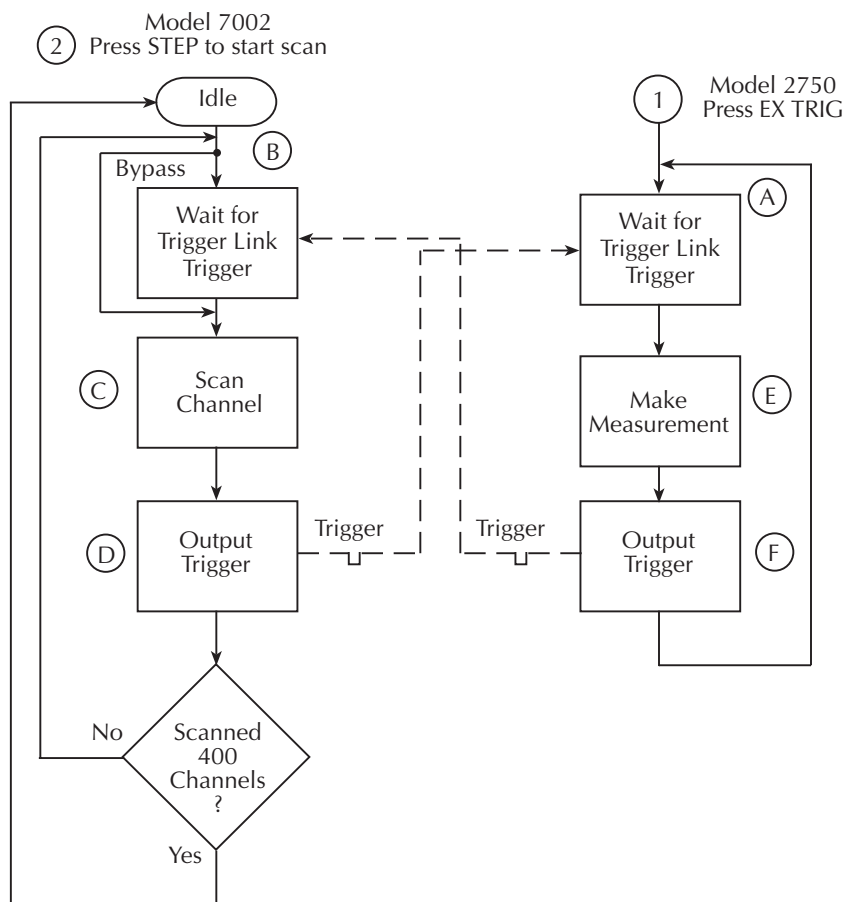 Model 7002
2 Press STEP to start scan
Idle
B
Bypass
Wait for
Trigger Link
Trigger
C
Scan
Channel
D
Output
Trigger
Trigger
No
Scanned
400
Channels
?
Yes
Model 2750
1 Press EX TRIG
A
Wait for
Trigger Link
Trigger
E
Make
Measurement
Trigger
Output
Trigger
F